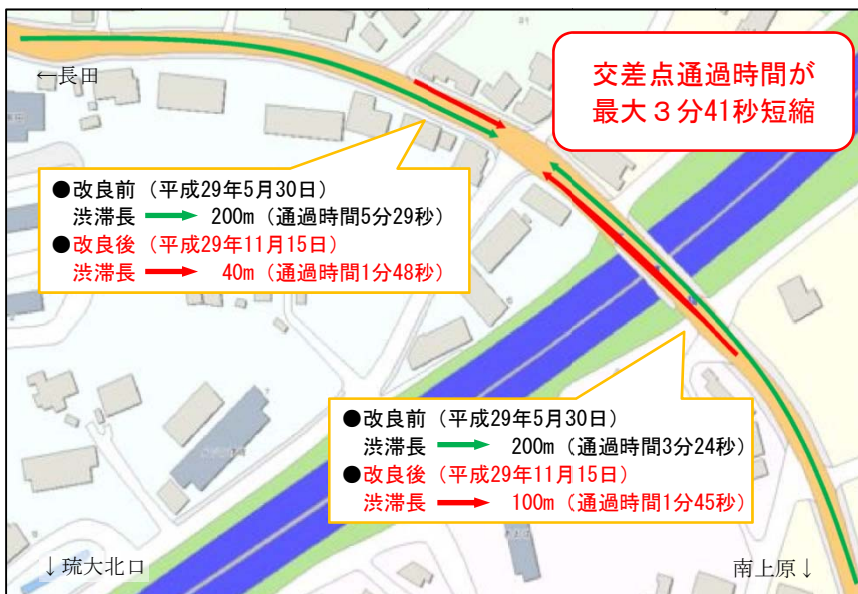 ←長田
交差点通過時間が
最大3分41秒短縮
●改良前（平成29年5月30日）
渋滞長 → 200m（通過時間5分29秒）
●改良後（平成29年11月15日）
渋滞長 → 40m（通過時間1分48秒）
●改良前（平成29年5月30日）
渋滞長 → 200m（通過時間3分24秒）
●改良後（平成29年11月15日）
渋滞長 → 100m（通過時間1分45秒）
↓琉大北口
南上原↓